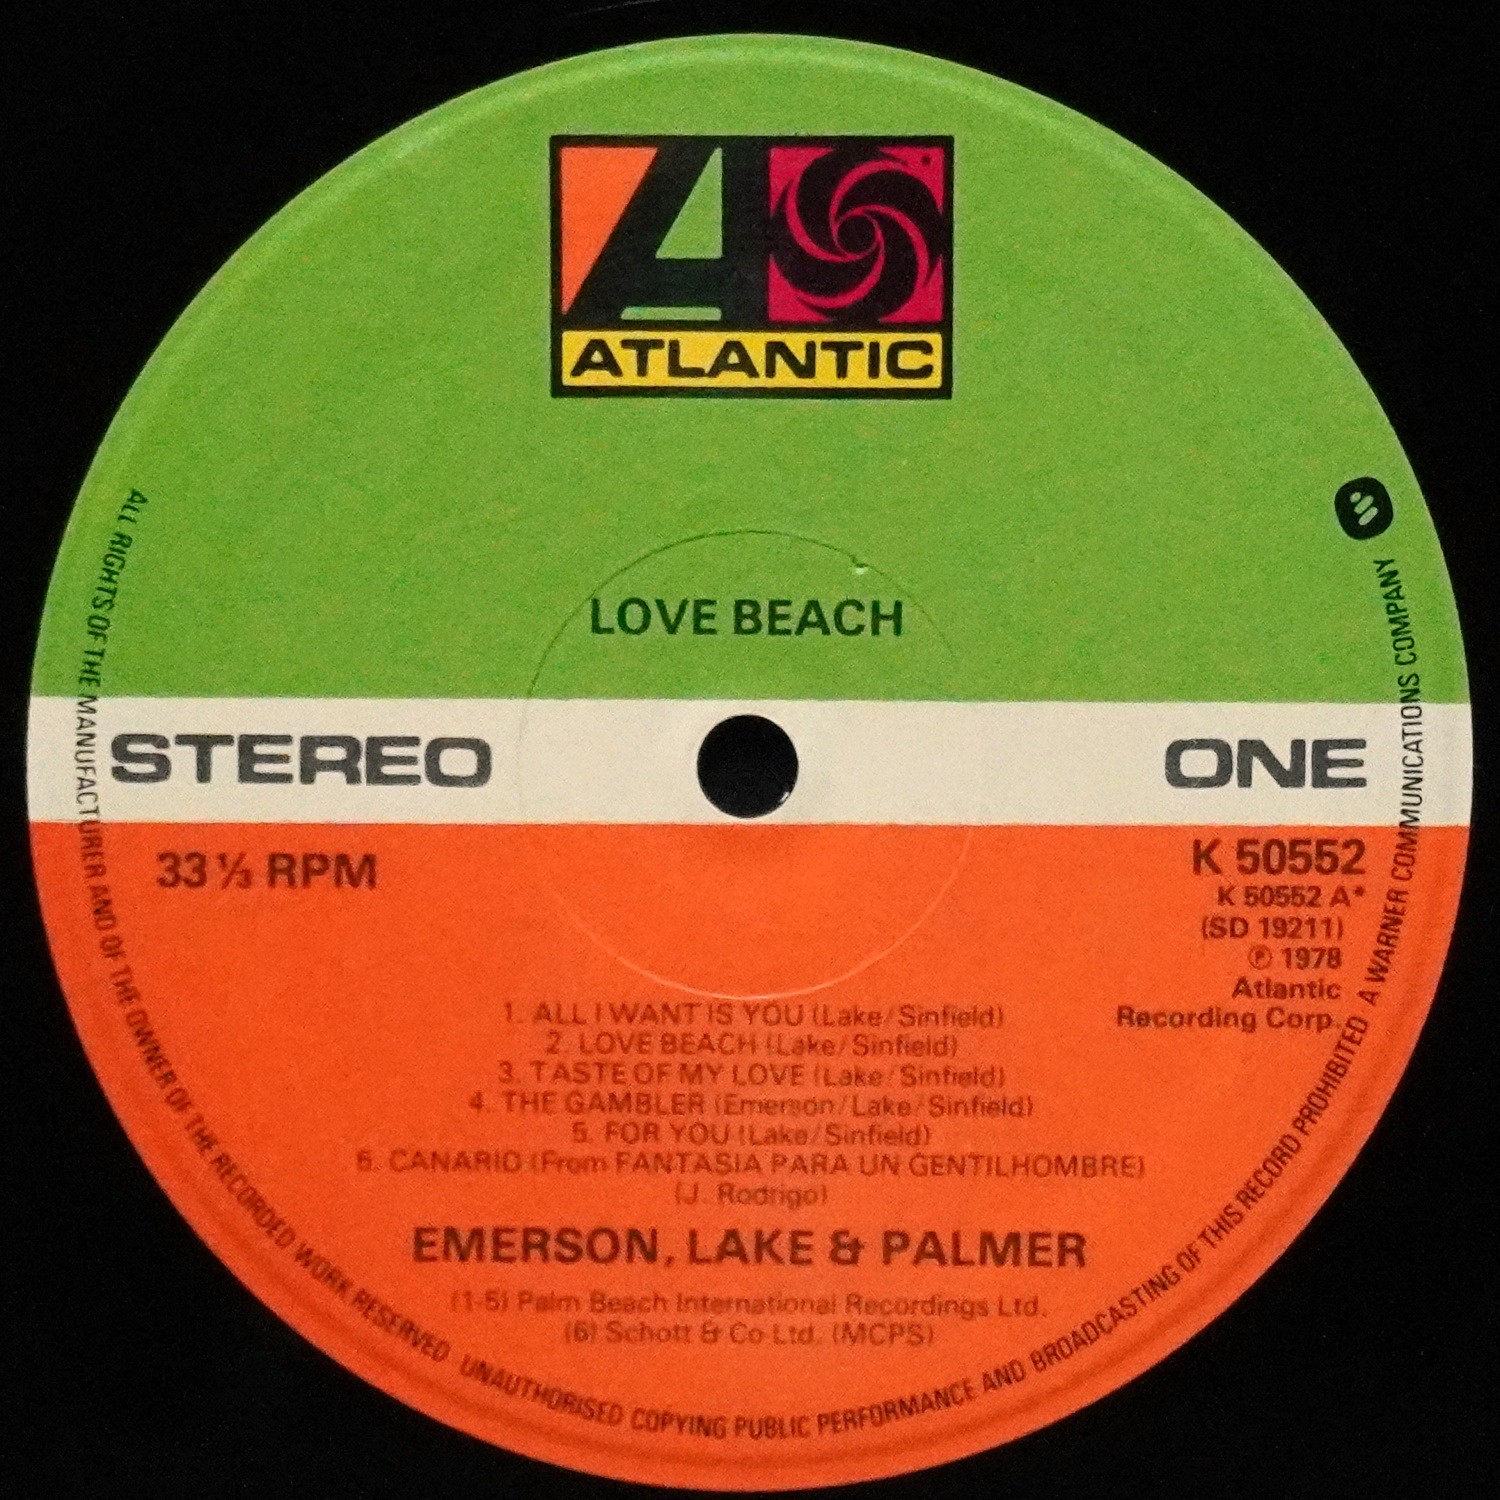 ATLANTIC
LOVE BEACH
STEREO
ONE
33⅓ RPM
K 50552
K 50552 A*
(SD 19211)
Ⓟ 1978
Atlantic
Recording Corp.
1. ALL I WANT IS YOU (Lake/Sinfield)
2. LOVE BEACH (Lake/Sinfield)
3. TASTE OF MY LOVE (Lake/Sinfield)
4. THE GAMBLER (Emerson/Lake/Sinfield)
5. FOR YOU (Lake/Sinfield)
6. CANARIO (From FANTASIA PARA UN GENTILHOMBRE)
(J. Rodrigo)
EMERSON, LAKE & PALMER
(1-5) Palm Beach International Recordings Ltd.
(6) Schott & Co Ltd. (MCPS)
ALL RIGHTS OF THE MANUFACTURER AND OF THE OWNER OF THE RECORDED WORK RESERVED UNAUTHORISED COPYING PUBLIC PERFORMANCE AND BROADCASTING OF THIS RECORD PROHIBITED A WARNER COMMUNICATIONS COMPANY